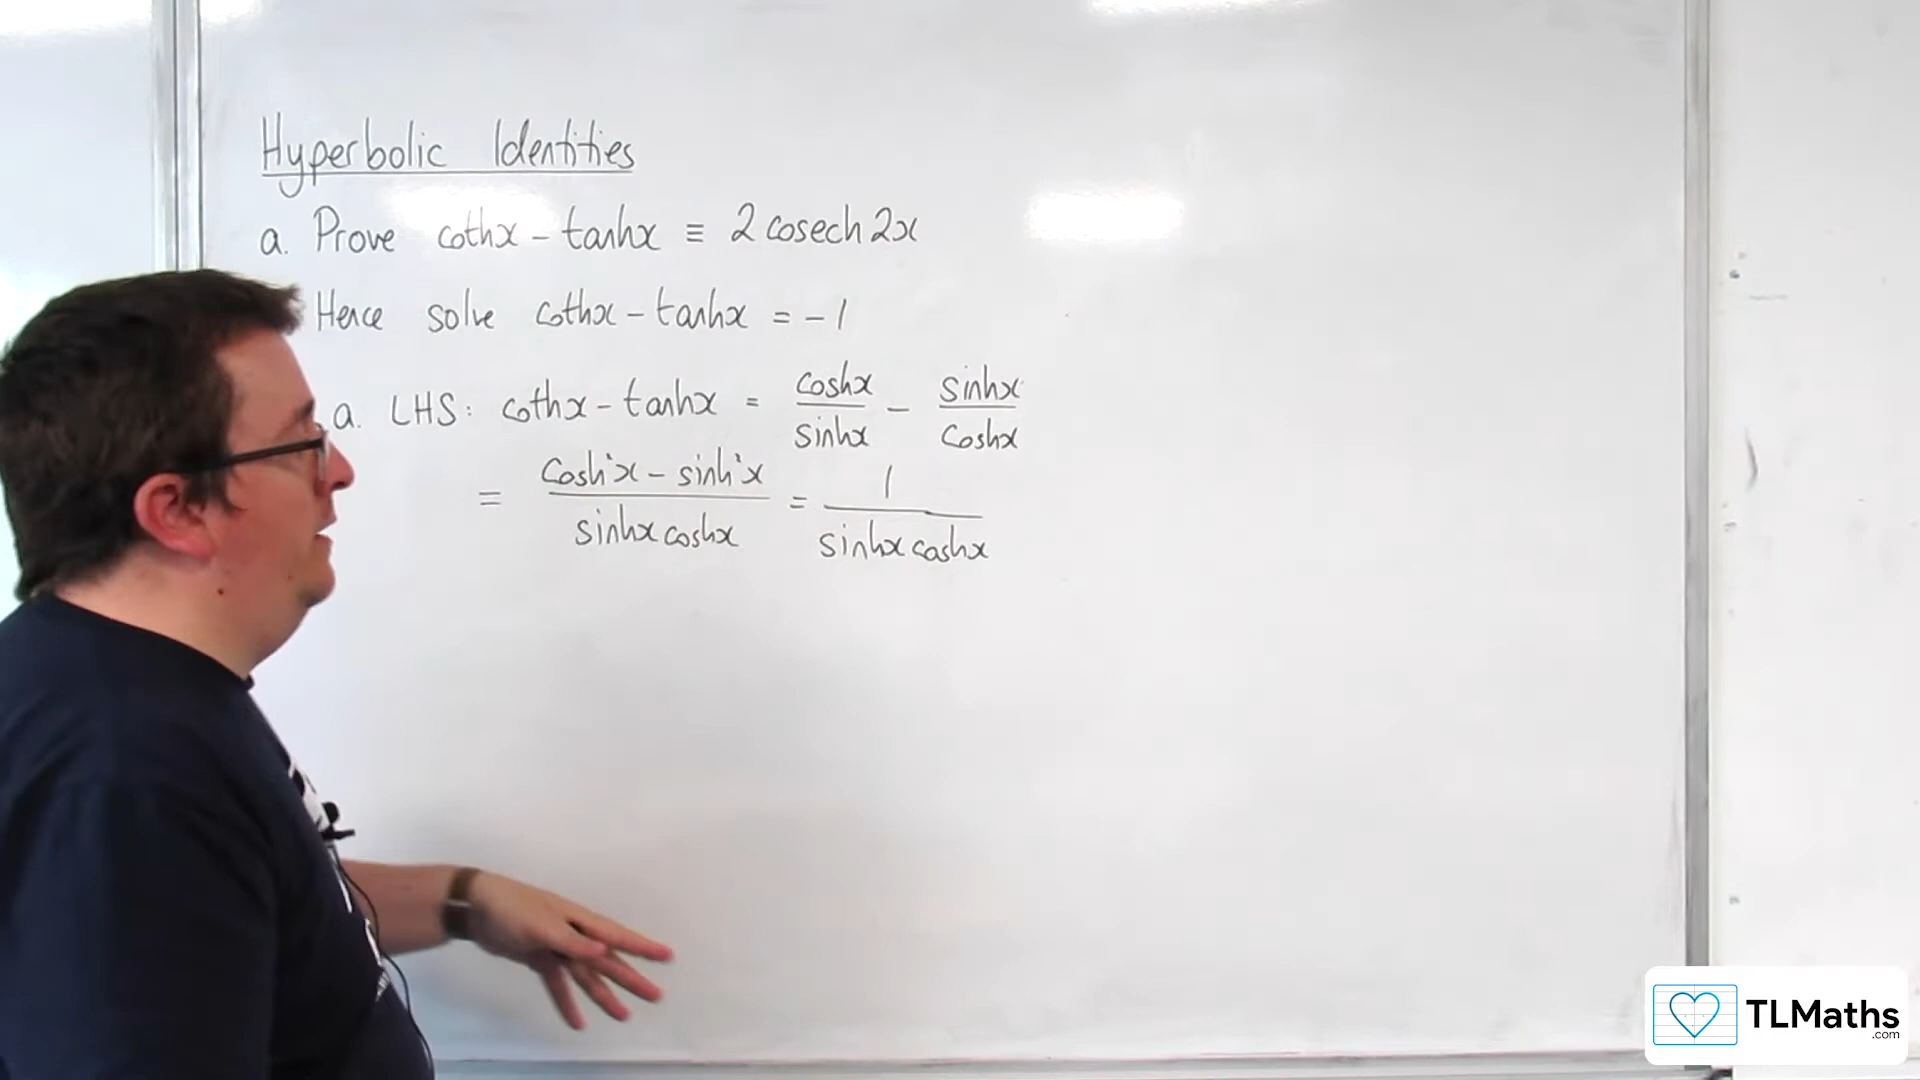 Hyperbolic Identities
a. Prove cothx - tanhx ≡ 2 cosech 2x
Hence solve cothx - tanhx = -1
a. LHS: cothx - tanhx = coshx/sinhx - sinhx/coshx
= cosh²x - sinh²x/sinhx coshx = 1/sinhx coshx
TLMaths
.com